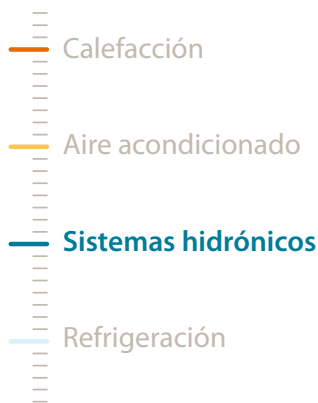 Calefacción
Aire acondicionado
Sistemas hidrónicos
Refrigeración